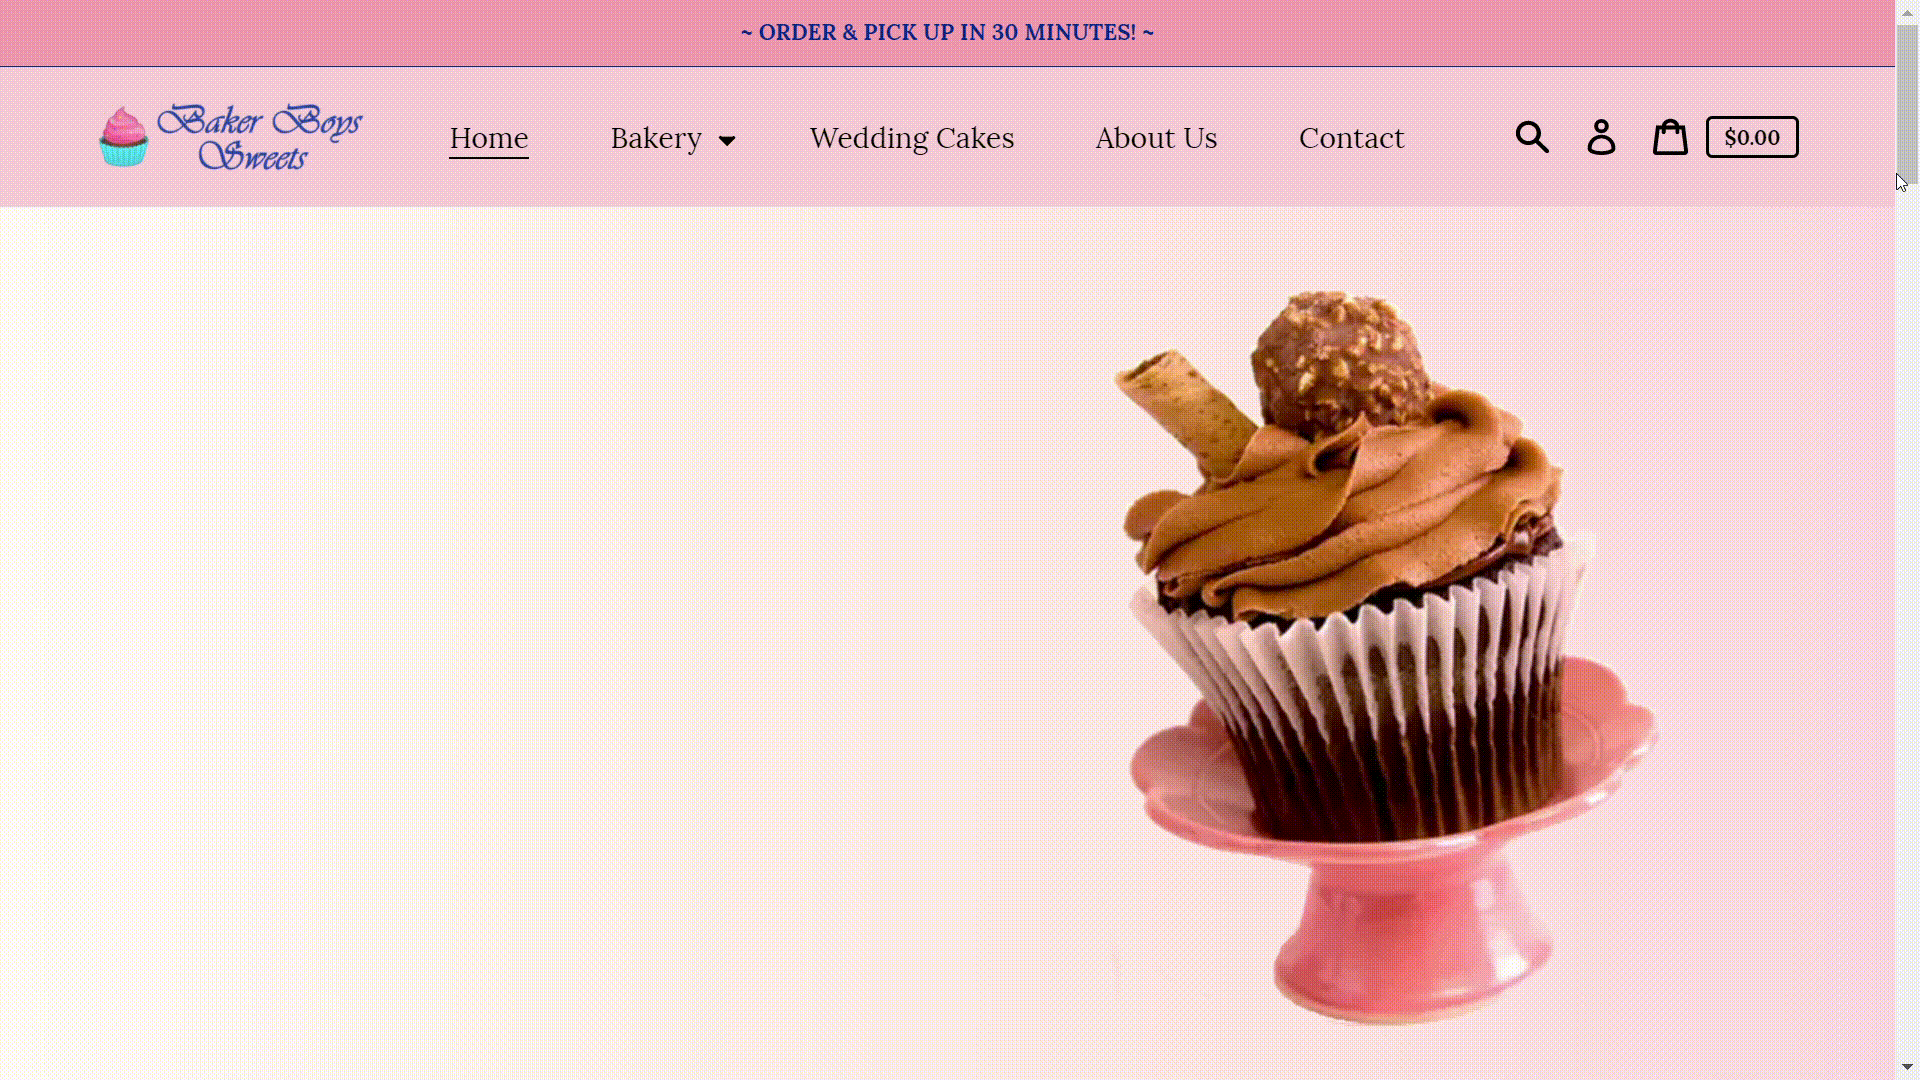 ~ ORDER & PICK UP IN 30 MINUTES! ~
Baker Boys
Sweets
Home
Bakery
Wedding Cakes
About Us
Contact
$0.00